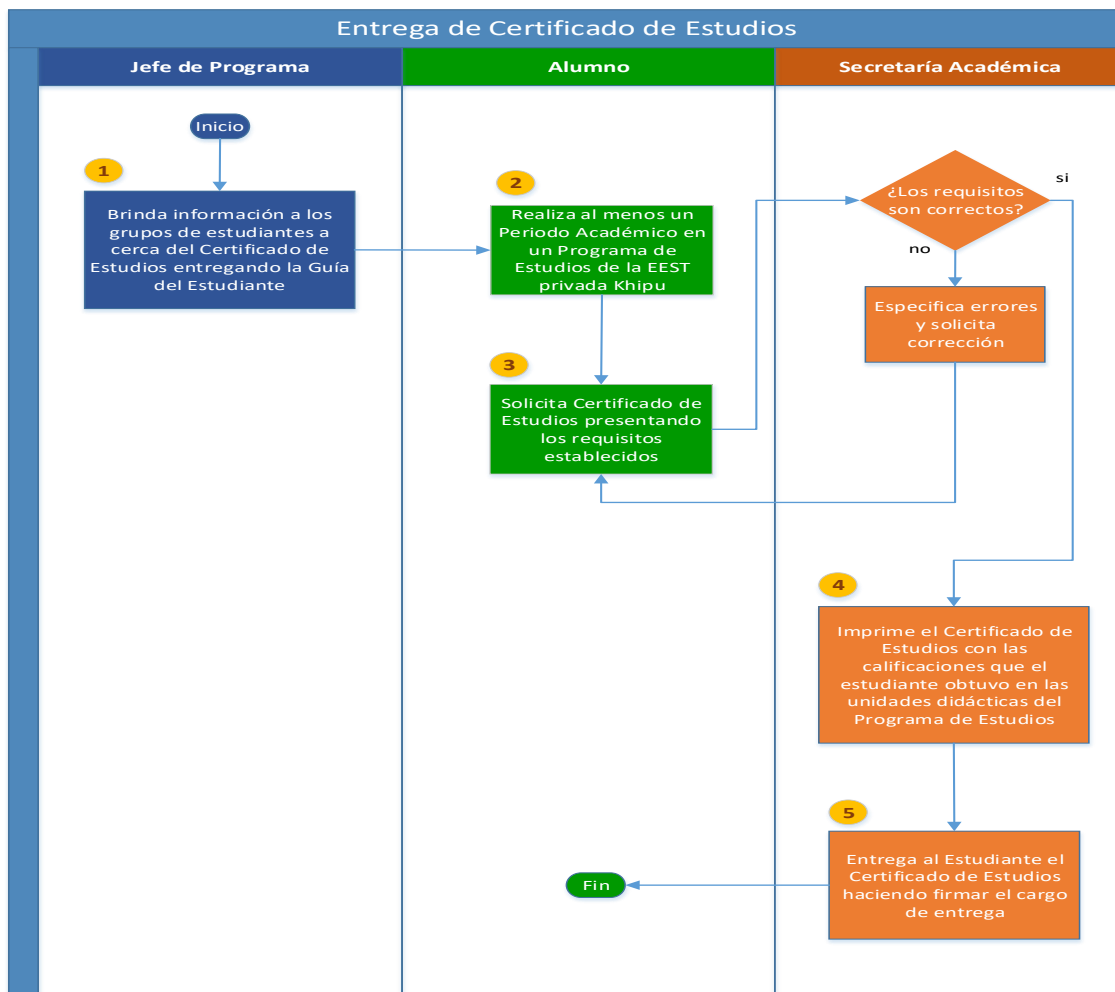 Entrega de Certificado de Estudios
Jefe de Programa
Alumno
Secretaría Académica
Inicio
1
Brinda información a los
grupos de estudiantes a
cerca del Certificado de
Estudios entregando la Guía
del Estudiante
2
Realiza al menos un
Periodo Académico en
un Programa de
Estudios de la EEST
privada Khipu
3
Solicita Certificado de
Estudios presentando
los requisitos
establecidos
¿Los requisitos
son correctos?
si
no
Especifica errores
y solicita
corrección
4
Imprime el Certificado de
Estudios con las
calificaciones que el
estudiante obtuvo en las
unidades didácticas del
Programa de Estudios
5
Entrega al Estudiante el
Certificado de Estudios
haciendo firmar el cargo
de entrega
Fin